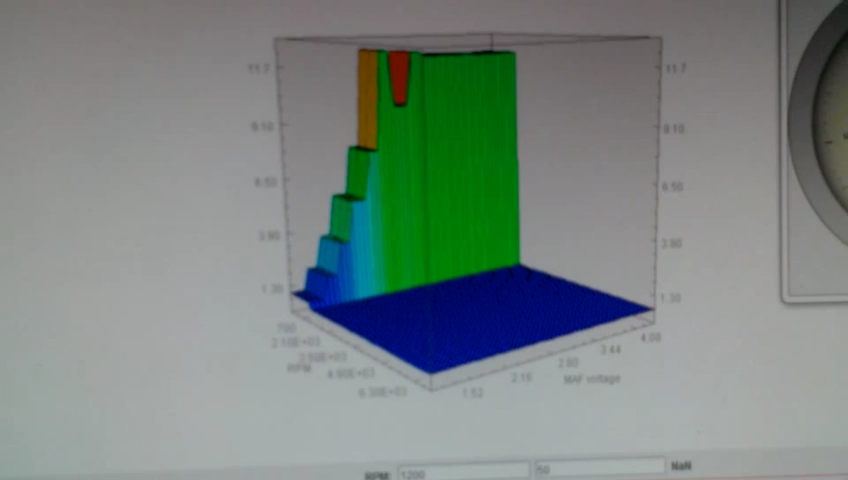 11.7
11.7
9.10
9.10
6.50
6.50
3.90
3.90
1.30
1.30
700
2.10E+03
3.50E+03
4.90E+03
6.30E+03
RPM
4.08
3.44
2.80
2.16
1.52
MAF voltage
RPM: 1200 50 NaN